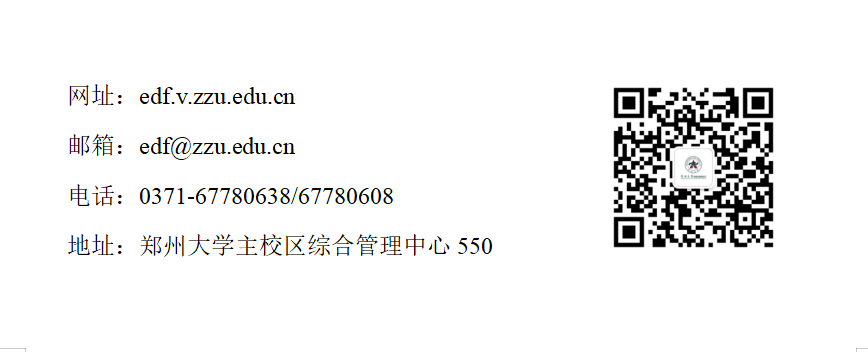 网址：edf.v.zzu.edu.cn
邮箱：edf@zzu.edu.cn
电话：0371-67780638/67780608
地址：郑州大学主校区综合管理中心 550